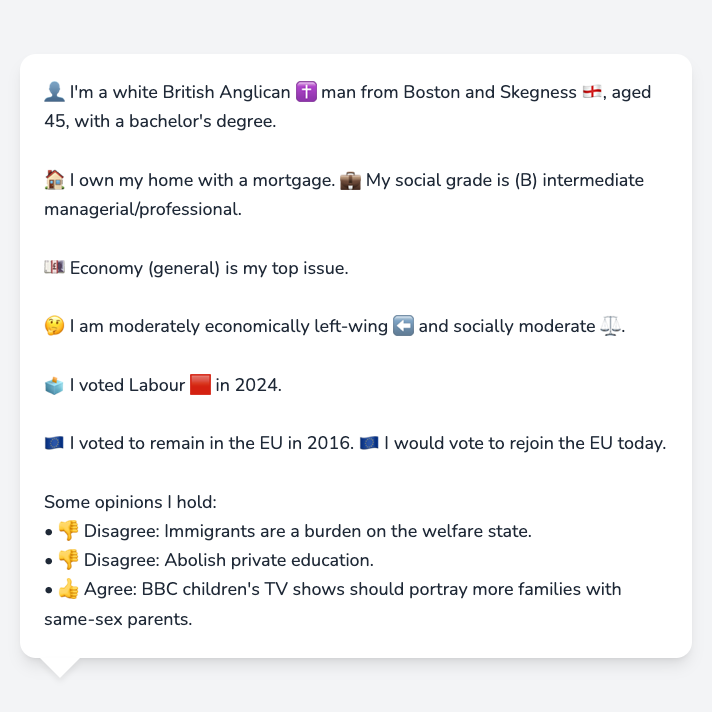 👤 I'm a white British Anglican ✝️ man from Boston and Skegness 🏴󠁧󠁢󠁥󠁮󠁧󠁿, aged
45, with a bachelor's degree.
🏠 I own my home with a mortgage. 💼 My social grade is (B) intermediate
managerial/professional.
💷 Economy (general) is my top issue.
🤔 I am moderately economically left-wing ⬅️ and socially moderate ⚖️.
🗳️ I voted Labour 🟥 in 2024.
🇪🇺 I voted to remain in the EU in 2016. 🇪🇺 I would vote to rejoin the EU today.
Some opinions I hold:
• 👎 Disagree: Immigrants are a burden on the welfare state.
• 👎 Disagree: Abolish private education.
• 👍 Agree: BBC children's TV shows should portray more families with
same-sex parents.